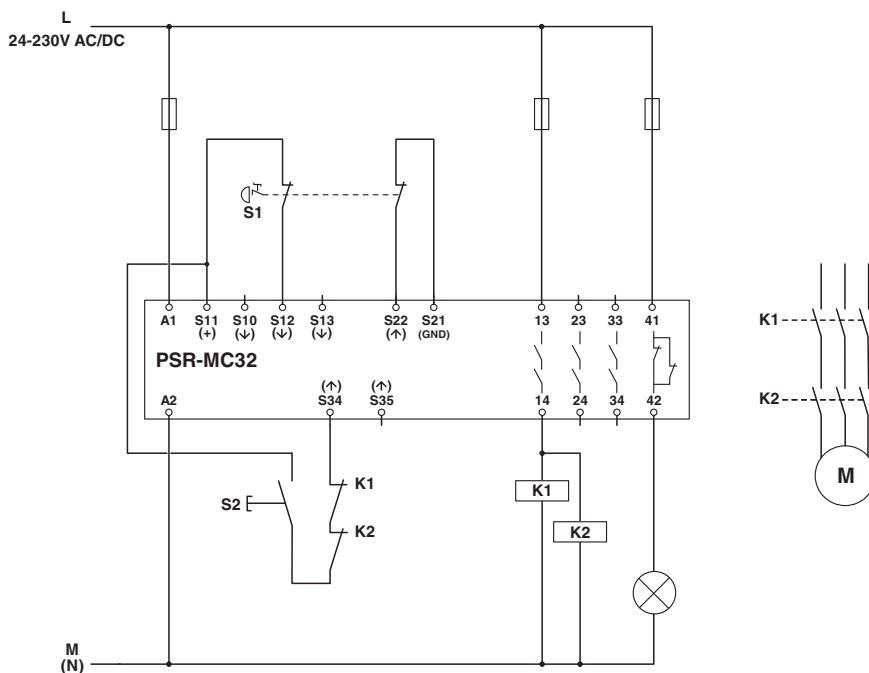 L
24-230V AC/DC
S1
A1 S11 S10 S12 S13 S22 S21 13 23 33 41
(+) (↓) (↓) (↓) (↑) (GND)
PSR-MC32
(↑) (↑)
A2 S34 S35 14 24 34 42
K1
K2
M
S2
K1
K2
K1
K2
M
(N)